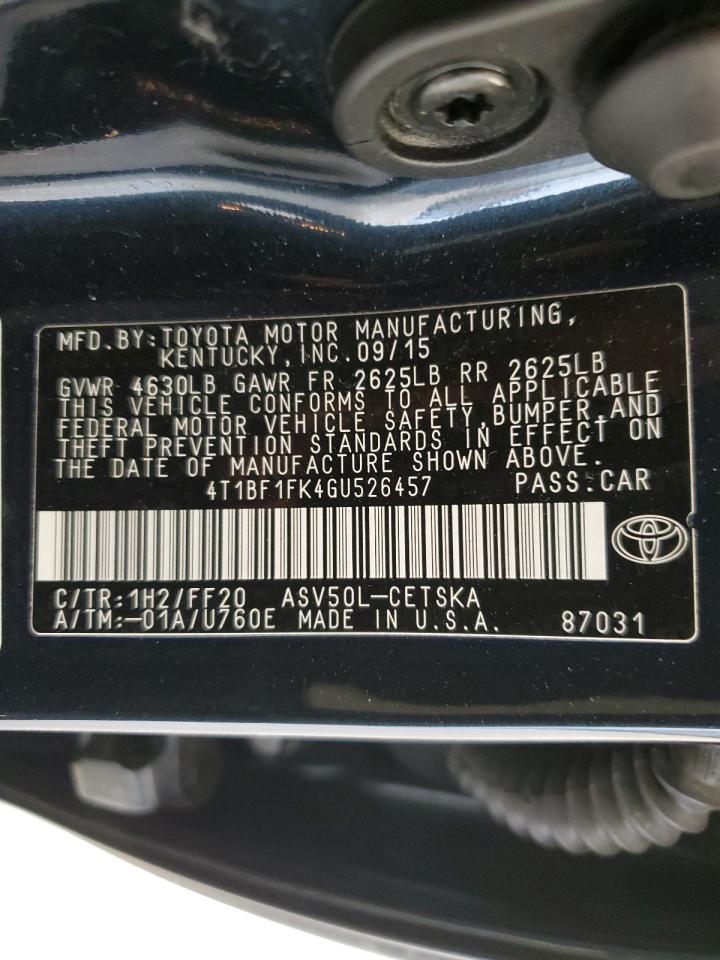 MFD.BY:TOYOTA MOTOR MANUFACTURING,
KENTUCKY,INC.09/15
GVWR 4630LB GAWR FR 2625LB RR 2625LB
THIS VEHICLE CONFORMS TO ALL APPLICABLE
FEDERAL MOTOR VEHICLE SAFETY,BUMPER,AND
THEFT PREVENTION STANDARDS IN EFFECT ON
THE DATE OF MANUFACTURE SHOWN ABOVE.
4T1BF1FK4GU526457 PASS.CAR
C/TR:1H2/FF20 ASV50L-CETSKA
A/TM:-01A/U760E MADE IN U.S.A. 87031